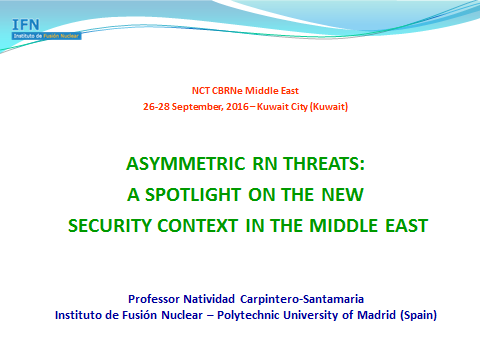 IFN
Instituto de Fusión Nuclear
NCT CBRNe Middle East
26-28 September, 2016 – Kuwait City (Kuwait)
ASYMMETRIC RN THREATS:
A SPOTLIGHT ON THE NEW
SECURITY CONTEXT IN THE MIDDLE EAST
Professor Natividad Carpintero-Santamaria
Instituto de Fusión Nuclear – Polytechnic University of Madrid (Spain)